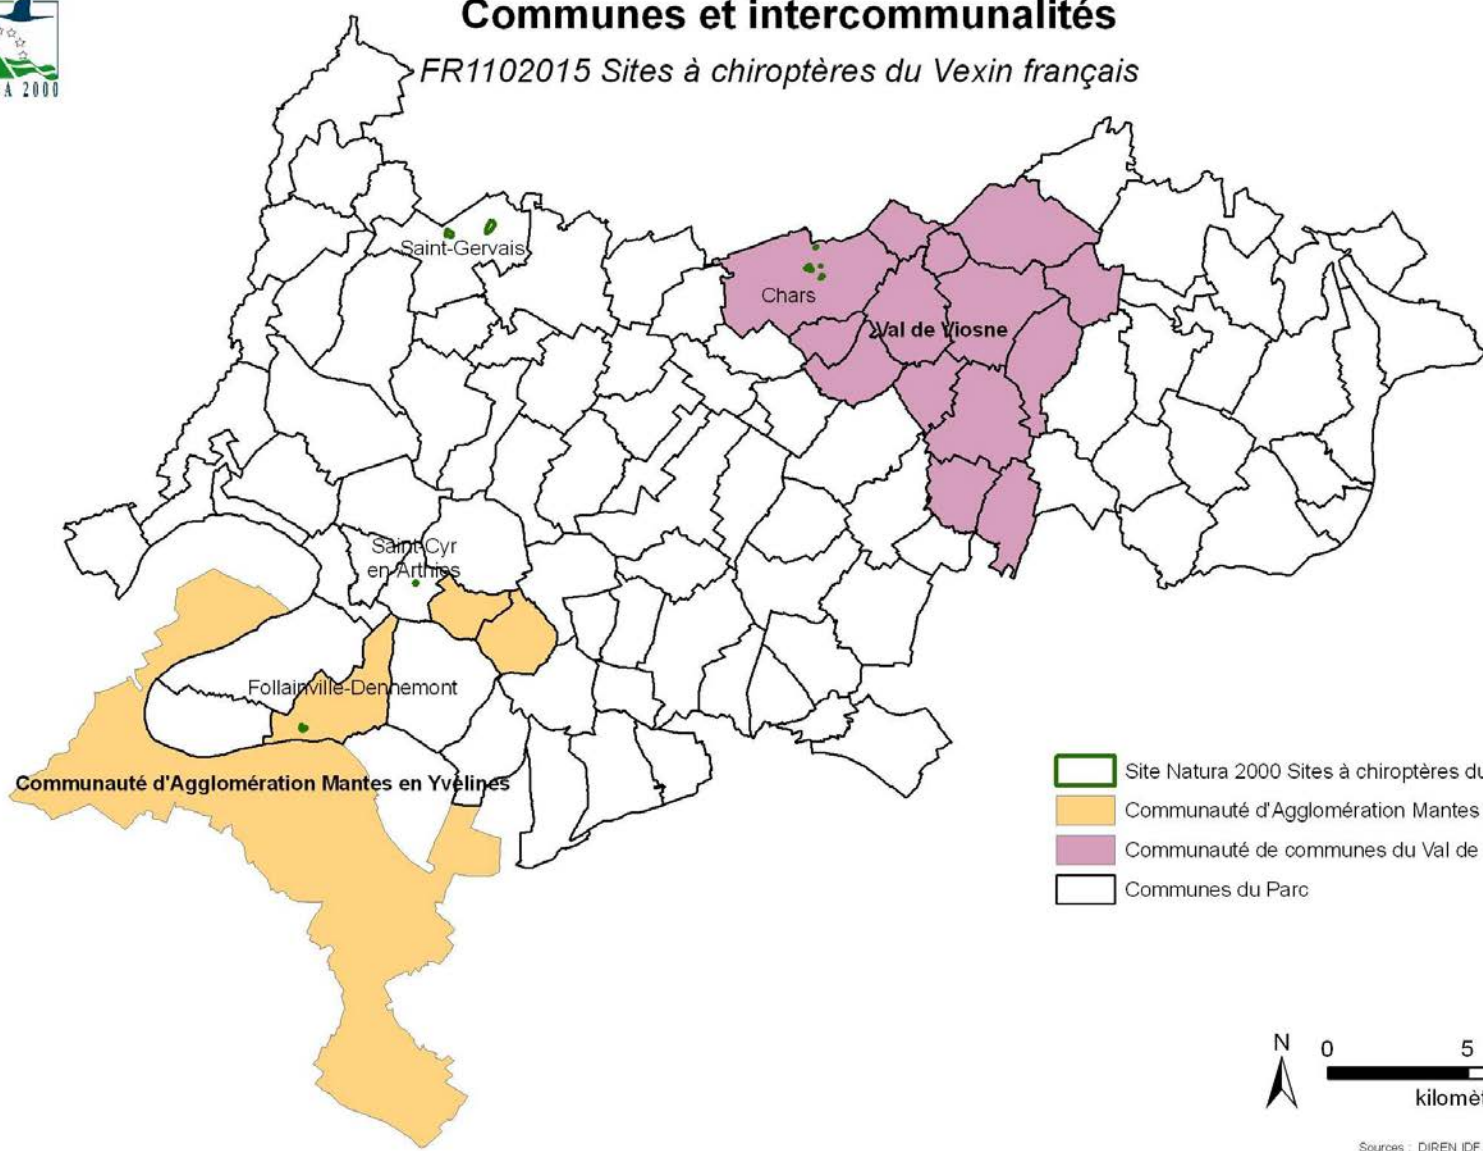 Communes et intercommunalités
FR1102015 Sites à chiroptères du Vexin français
A 2000
Saint-Gervais
Chars
Val de Viosne
Saint-Cyr
en Arthies
Follainville-Dennemont
Communauté d'Agglomération Mantes en Yvelines
Site Natura 2000 Sites à chiroptères du
Communauté d'Agglomération Mantes
Communauté de communes du Val de
Communes du Parc
N
0 5
kilomèt
Sources : DIREN IDF